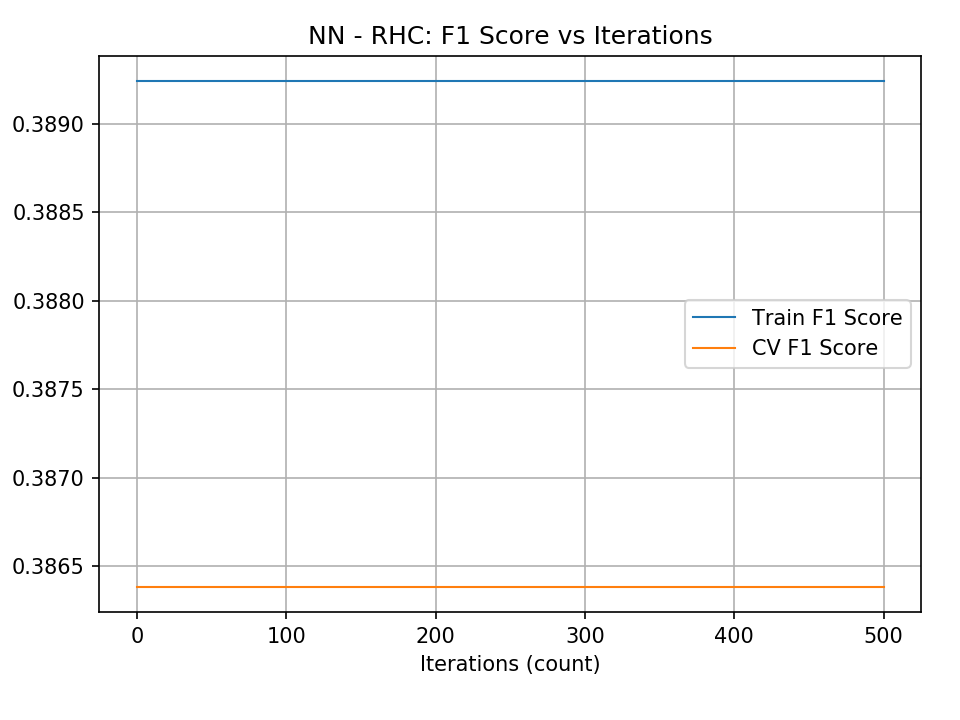 NN - RHC: F1 Score vs Iterations
0.3890
0.3885
0.3880
0.3875
0.3870
0.3865
Train F1 Score
CV F1 Score
0 100 200 300 400 500
Iterations (count)